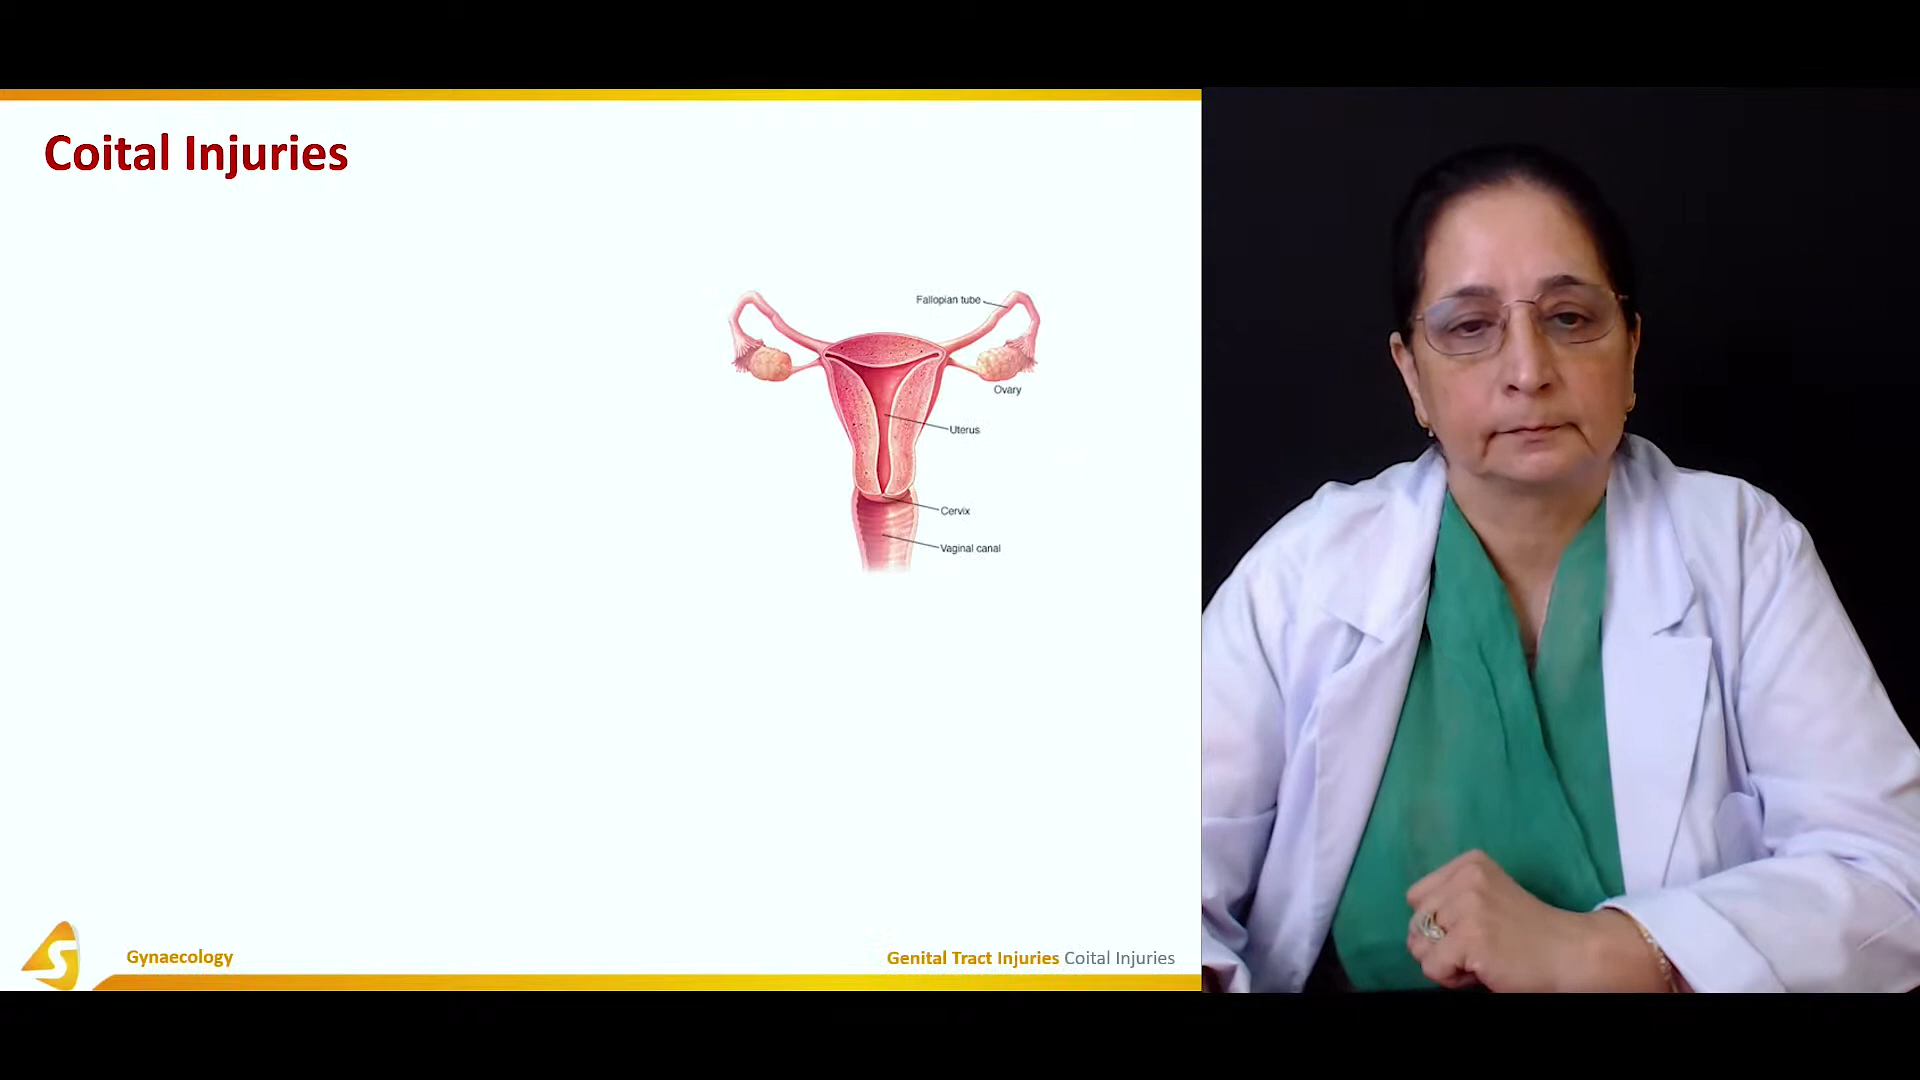 Coital Injuries
Fallopian tube
Ovary
Uterus
Cervix
Vaginal canal
Gynaecology
Genital Tract Injuries Coital Injuries